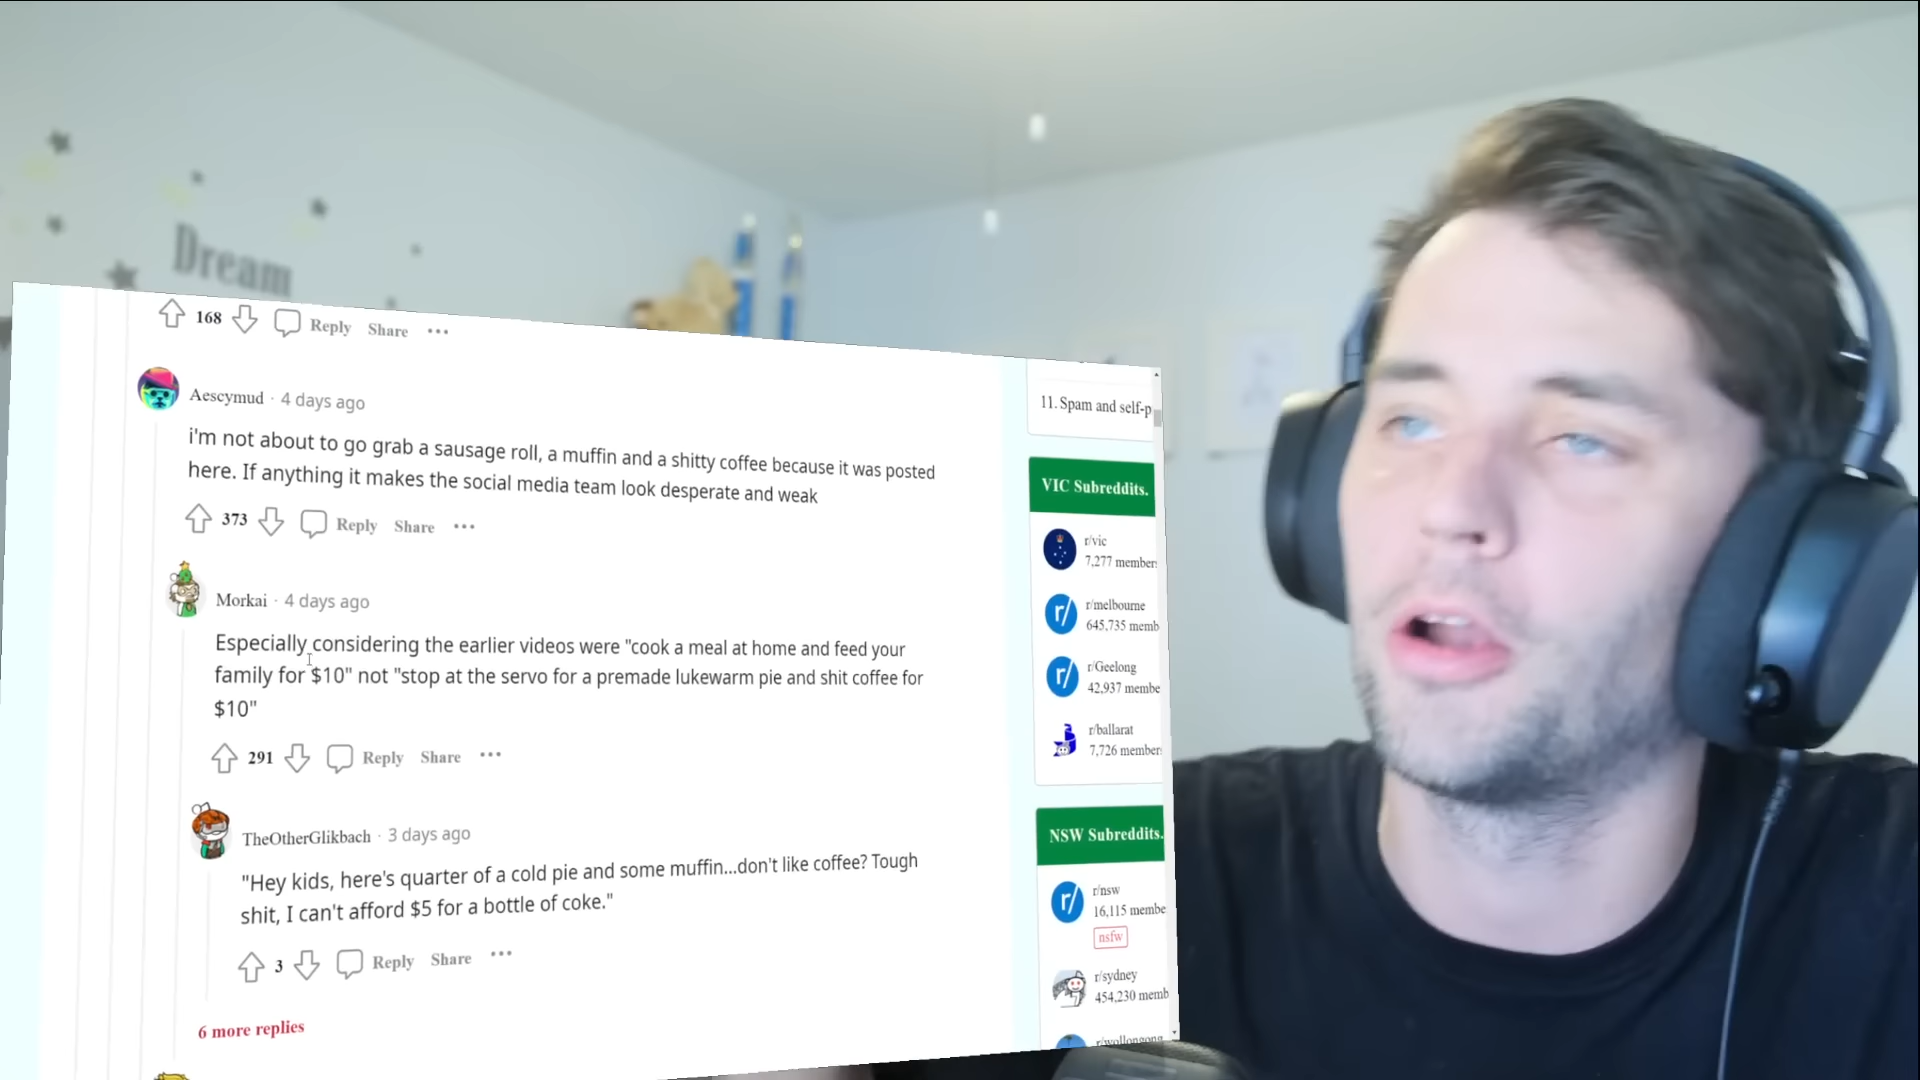 Dream
168 Reply Share
Aescymud · 4 days ago
i'm not about to go grab a sausage roll, a muffin and a shitty coffee because it was posted
here. If anything it makes the social media team look desperate and weak
373 Reply Share
Morkai · 4 days ago
Especially considering the earlier videos were "cook a meal at home and feed your
family for $10" not "stop at the servo for a premade lukewarm pie and shit coffee for
$10"
291 Reply Share
TheOtherGlikbach · 3 days ago
"Hey kids, here's quarter of a cold pie and some muffin...don't like coffee? Tough
shit, I can't afford $5 for a bottle of coke."
3 Reply Share
6 more replies
11. Spam and self-p
VIC Subreddits.
r/vic
7,277 member
r/melbourne
645,735 memb
r/Geelong
42,937 membe
r/ballarat
7,726 member
NSW Subreddits.
r/nsw
16,115 membe
nsfw
r/sydney
454,230 memb
r/wollongong